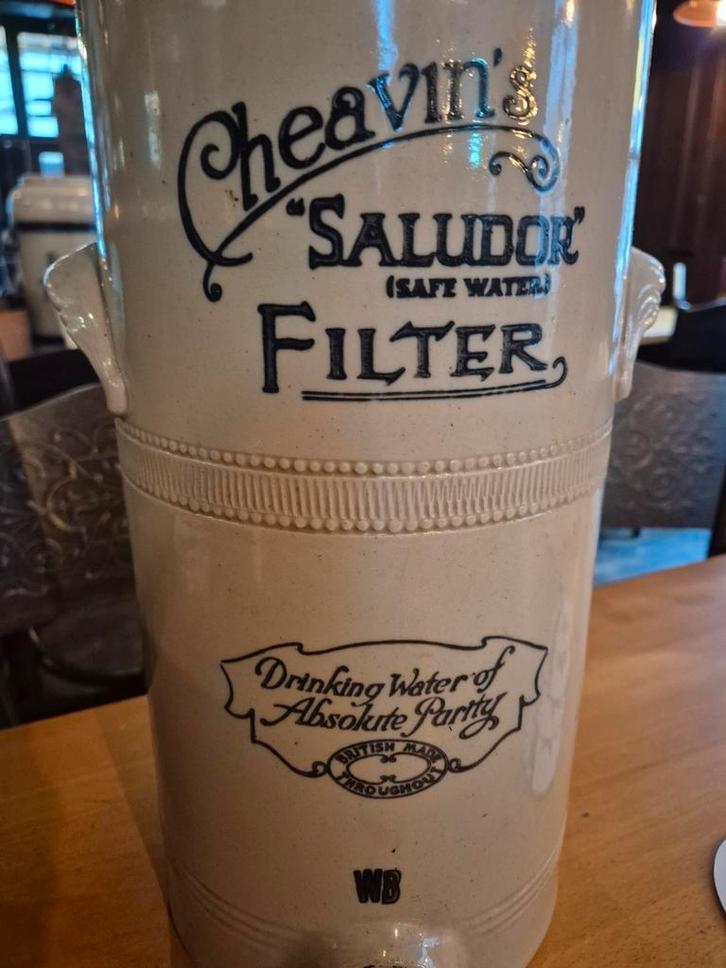 Cheavin's
"SALUDOR"
(SAFE WATER)
FILTER
Drinking Water of
Absolute Purity
BRITISH MADE
THROUGHOUT
WB